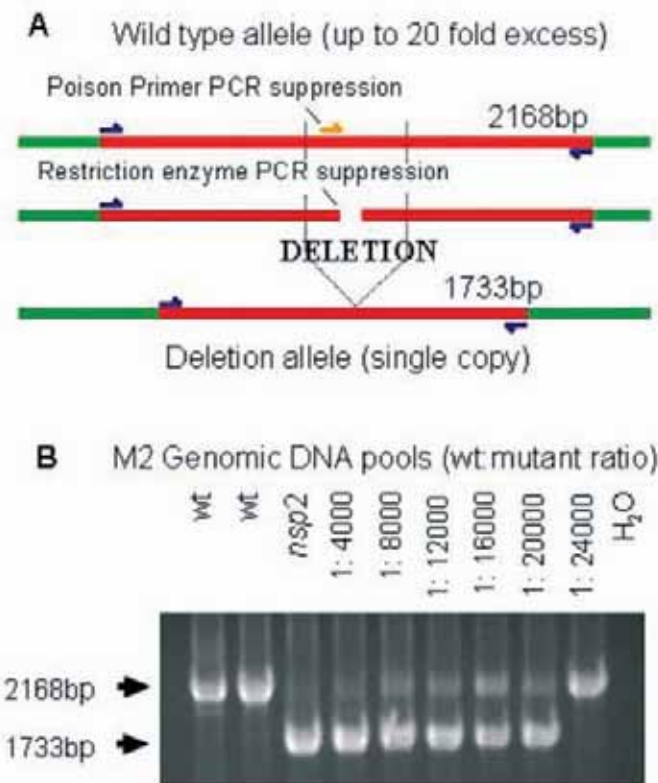 A
Wild type allele (up to 20 fold excess)
Poison Primer PCR suppression
2168bp
Restriction enzyme PCR suppression
DELETION
1733bp
Deletion allele (single copy)
B M2 Genomic DNA pools (wt:mutant ratio)
wt
wt
nsp2
1: 4000
1: 8000
1: 12000
1: 16000
1: 20000
1: 24000
H₂O
2168bp
1733bp